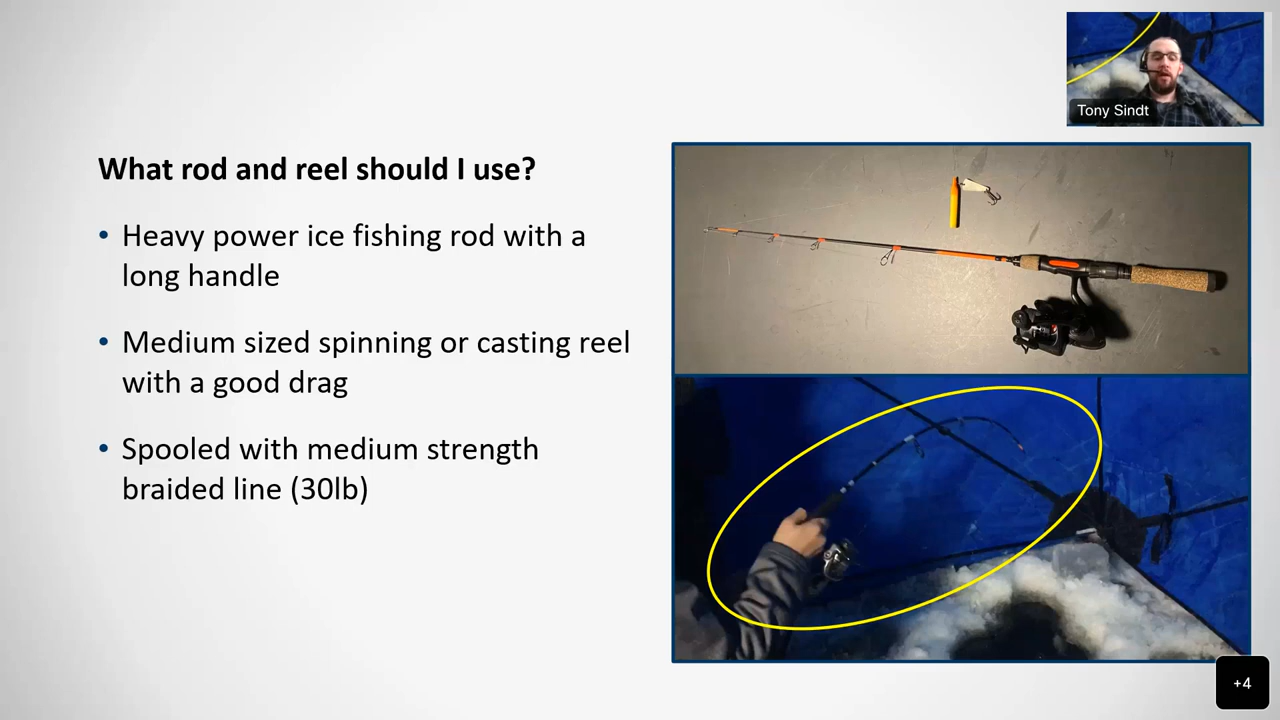 Tony Sindt
What rod and reel should I use?
• Heavy power ice fishing rod with a
long handle
• Medium sized spinning or casting reel
with a good drag
• Spooled with medium strength
braided line (30lb)
+4